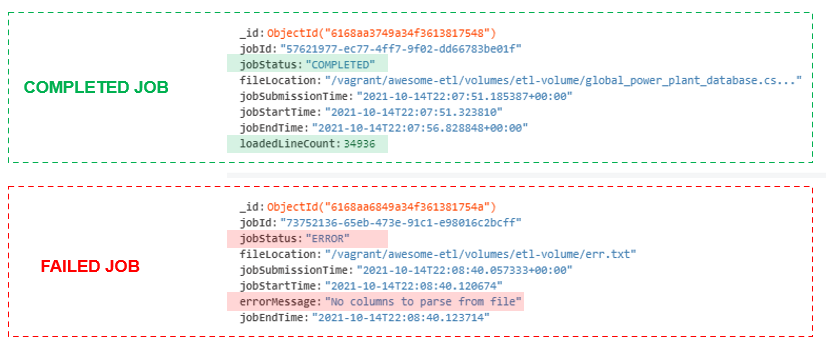 COMPLETED JOB
_id:ObjectId("6168aa3749a34f3613817548")
jobId:"57621977-ec77-4ff7-9f02-dd66783be01f"
jobStatus:"COMPLETED"
fileLocation:"/vagrant/awesome-etl/volumes/etl-volume/global_power_plant_database.cs..."
jobSubmissionTime:"2021-10-14T22:07:51.185387+00:00"
jobStartTime:"2021-10-14T22:07:51.323810"
jobEndTime:"2021-10-14T22:07:56.828848+00:00"
loadedLineCount:34936
FAILED JOB
_id:ObjectId("6168aa6849a34f361381754a")
jobId:"73752136-65eb-473e-91c1-e98016c2bcff"
jobStatus:"ERROR"
fileLocation:"/vagrant/awesome-etl/volumes/etl-volume/err.txt"
jobSubmissionTime:"2021-10-14T22:08:40.057333+00:00"
jobStartTime:"2021-10-14T22:08:40.120674"
errorMessage:"No columns to parse from file"
jobEndTime:"2021-10-14T22:08:40.123714"